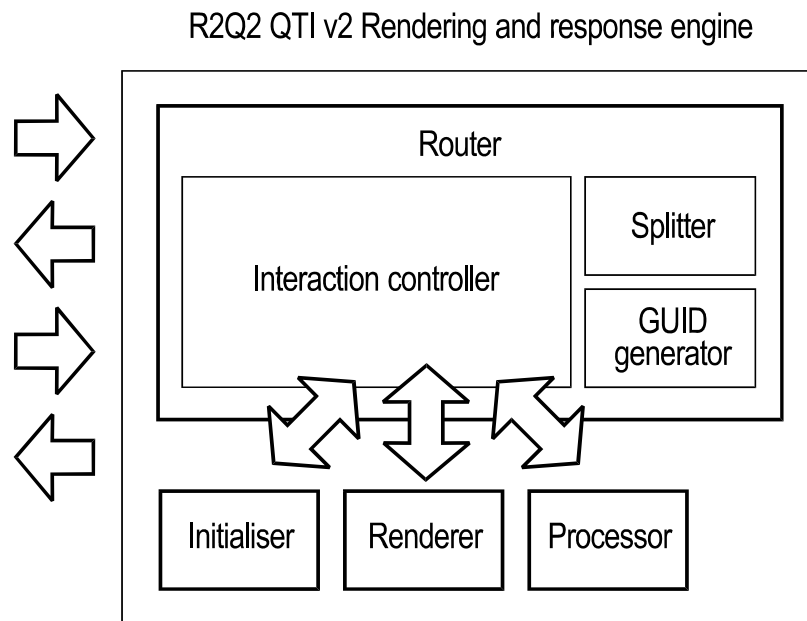 R2Q2 QTI v2 Rendering and response engine
Router
Interaction controller
Splitter
GUID
generator
Initialiser
Renderer
Processor